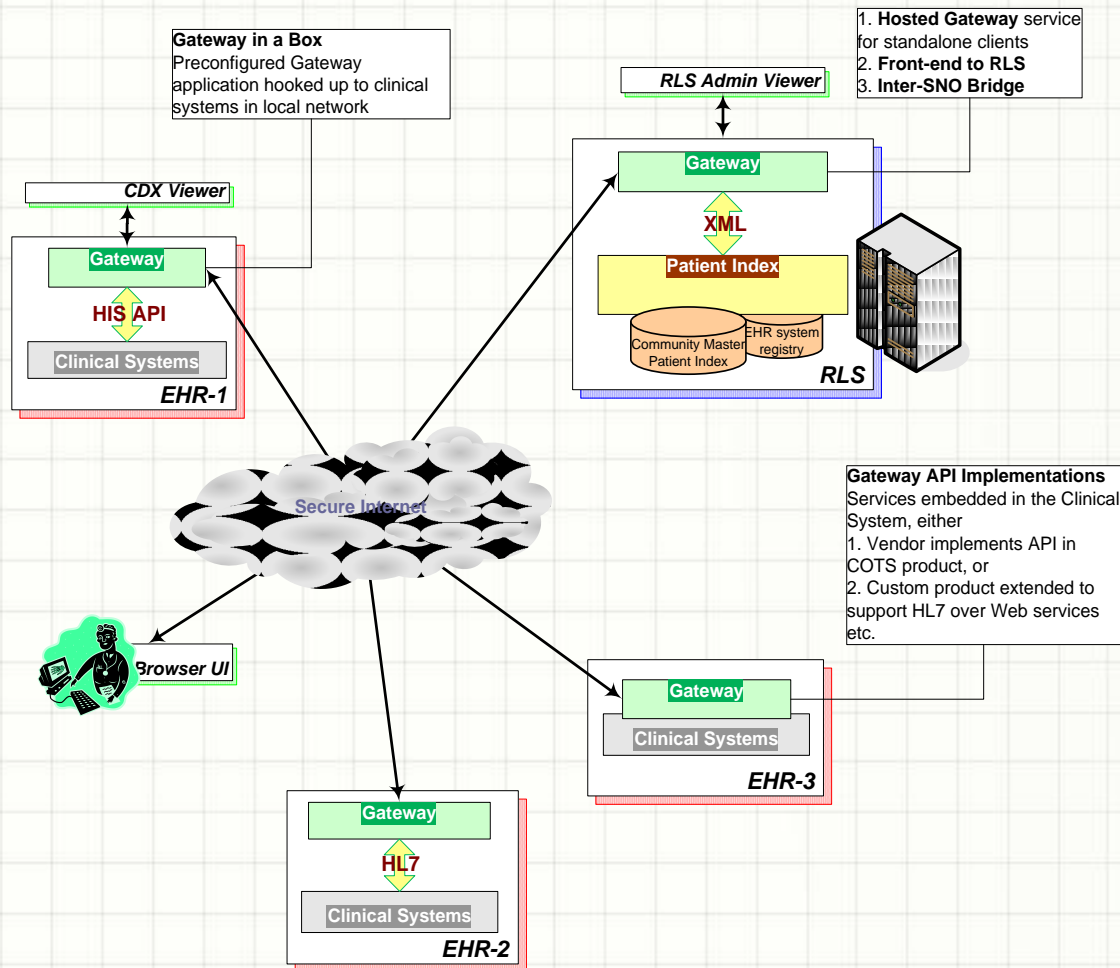 Gateway in a Box
Preconfigured Gateway
application hooked up to clinical
systems in local network
1. Hosted Gateway service
for standalone clients
2. Front-end to RLS
3. Inter-SNO Bridge
RLS Admin Viewer
CDX Viewer
Gateway
HIS API
Clinical Systems
EHR-1
Gateway
XML
Patient Index
Community Master
Patient Index
EHR system
registry
RLS
Secure Internet
Gateway API Implementations
Services embedded in the Clinical
System, either
1. Vendor implements API in
COTS product, or
2. Custom product extended to
support HL7 over Web services
etc.
Browser UI
Gateway
Clinical Systems
EHR-3
Gateway
HL7
Clinical Systems
EHR-2